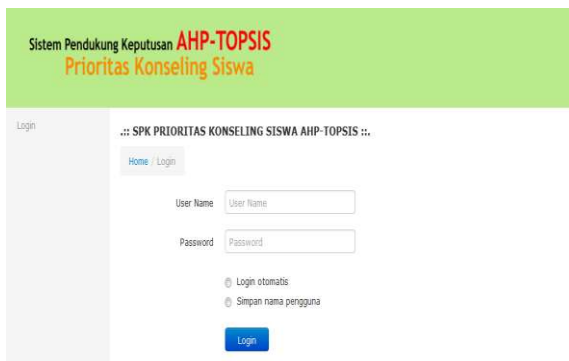 Sistem Pendukung Keputusan AHP-TOPSIS
Prioritas Konseling Siswa
Login
.:: SPK PRIORITAS KONSELING SISWA AHP-TOPSIS ::.
Home / Login
User Name User Name
Password Password
Login otomatis
Simpan nama pengguna
Login